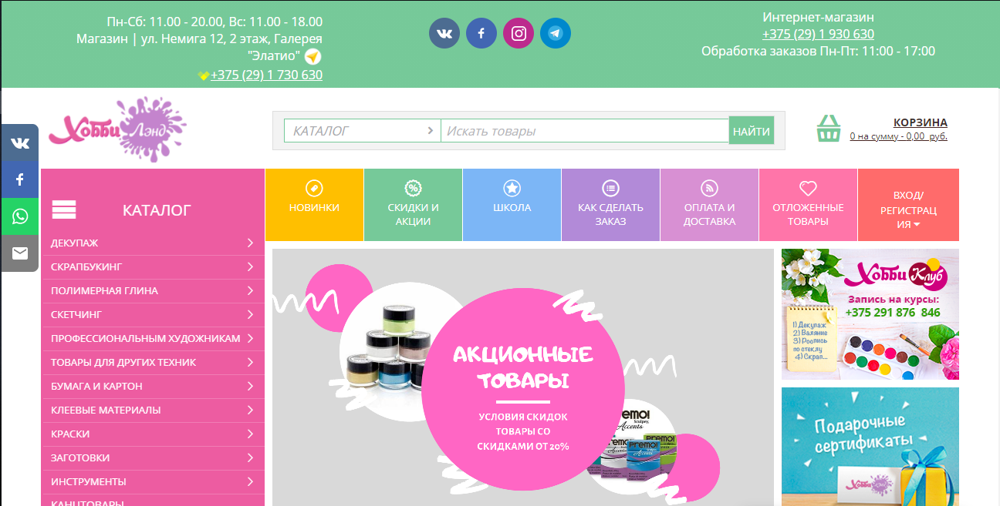 Пн-Сб: 11.00 - 20.00, Вс: 11.00 - 18.00
Магазин | ул. Немига 12, 2 этаж, Галерея
"Элатио"
+375 (29) 1 730 630
Интернет-магазин
+375 (29) 1 930 630
Обработка заказов Пн-Пт: 11:00 - 17:00
Хобби Лэнд
КАТАЛОГ
Искать товары
НАЙТИ
КОРЗИНА
0 на сумму - 0,00 руб.
КАТАЛОГ
НОВИНКИ
СКИДКИ И
АКЦИИ
ШКОЛА
КАК СДЕЛАТЬ
ЗАКАЗ
ОПЛАТА И
ДОСТАВКА
ОТЛОЖЕННЫЕ
ТОВАРЫ
ВХОД/
РЕГИСТРАЦ
ИЯ
ДЕКУПАЖ
СКРАПБУКИНГ
ПОЛИМЕРНАЯ ГЛИНА
СКЕТЧИНГ
ПРОФЕССИОНАЛЬНЫМ ХУДОЖНИКАМ
ТОВАРЫ ДЛЯ ДРУГИХ ТЕХНИК
БУМАГА И КАРТОН
КЛЕЕВЫЕ МАТЕРИАЛЫ
КРАСКИ
ЗАГОТОВКИ
ИНСТРУМЕНТЫ
КАНЦТОВАРЫ
АКЦИОННЫЕ
ТОВАРЫ
УСЛОВИЯ СКИДОК
ТОВАРЫ СО
СКИДКАМИ ОТ 20%
Sculpey
Accents
premo!
premo!
Хобби Клуб
Запись на курсы:
+375 291 876 846
1) Декупаж
2) Валяние
3) Роспись
по стеклу
4) Скрап...
Подарочные
сертификаты
Хобби Лэнд